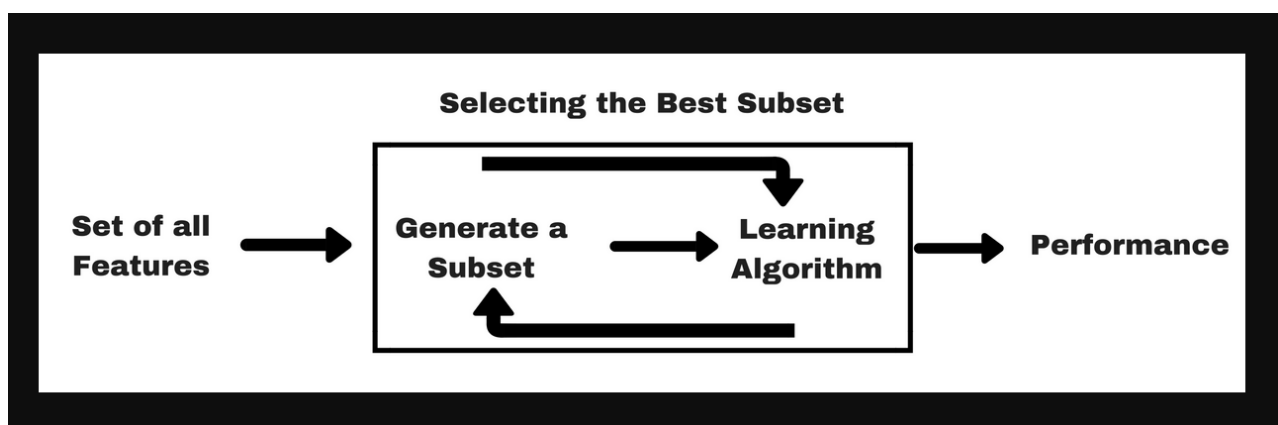 Selecting the Best Subset
Set of all
Features
Generate a
Subset
Learning
Algorithm
Performance